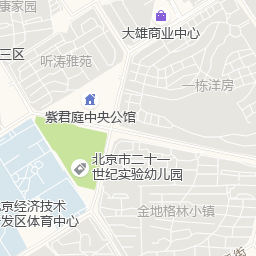 康家园
大雄商业中心
三区
听涛雅苑
一栋洋房
紫君庭中央公馆
北京市二十一
世纪实验幼儿园
京经济技术
发区体育中心
金地格林小镇
街